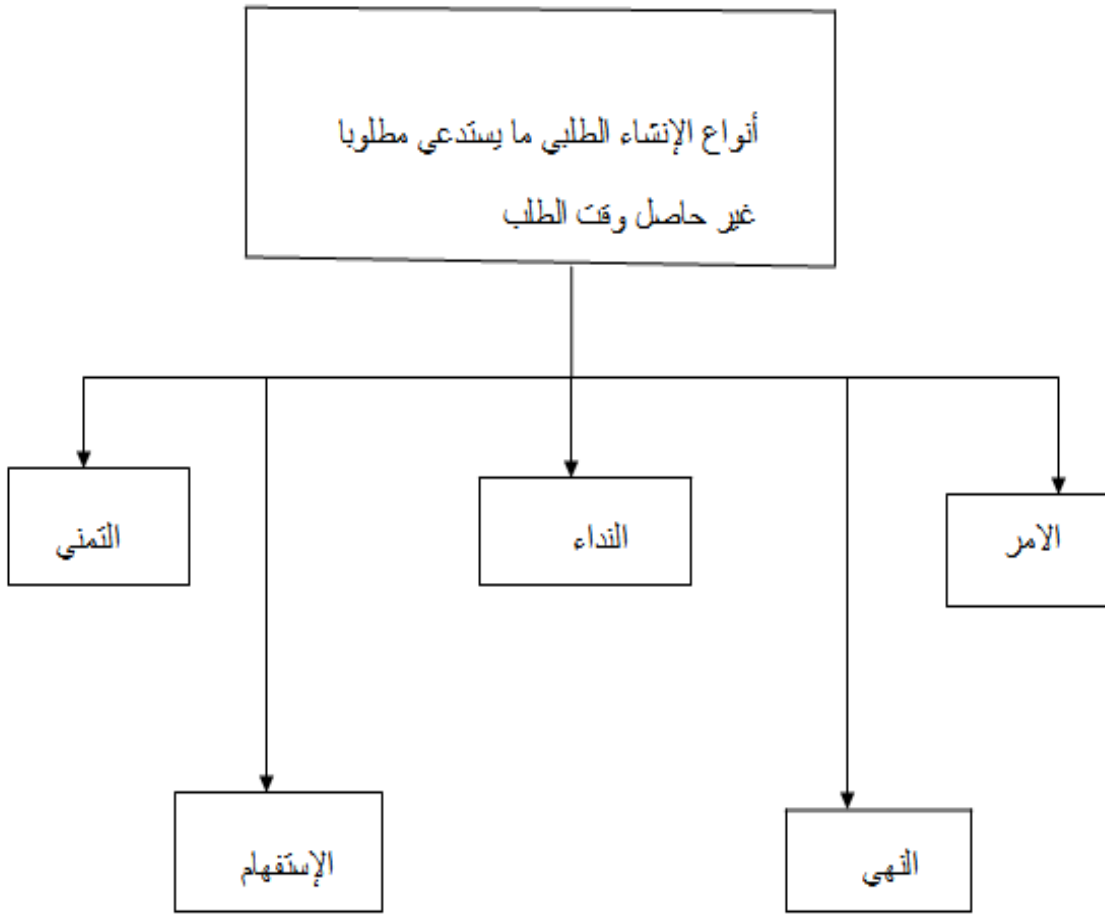 أنواع الإنشاء الطلبي ما يستدعي مطلوبا
غير حاصل وقت الطلب
الامر
النداء
التمني
النهي
الإستفهام